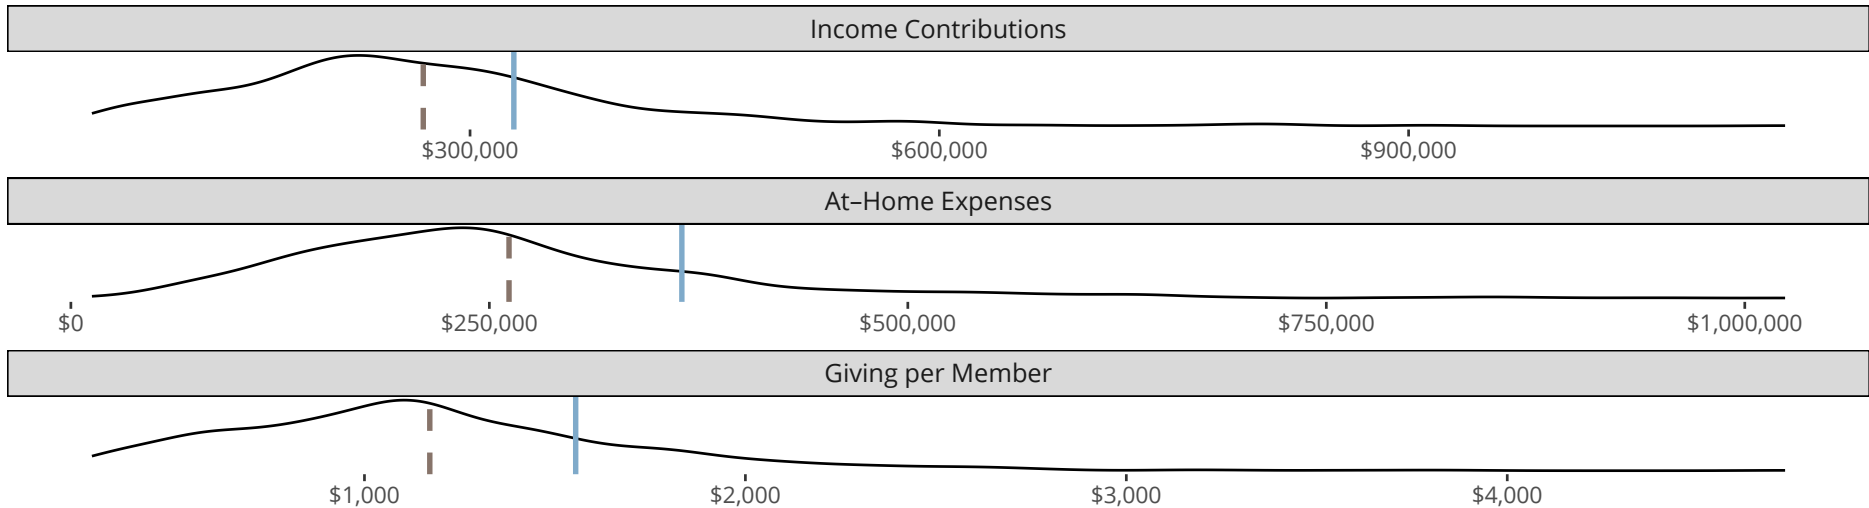 Income Contributions
$300,000 $600,000 $900,000
At–Home Expenses
$0 $250,000 $500,000 $750,000 $1,000,000
Giving per Member
$1,000 $2,000 $3,000 $4,000